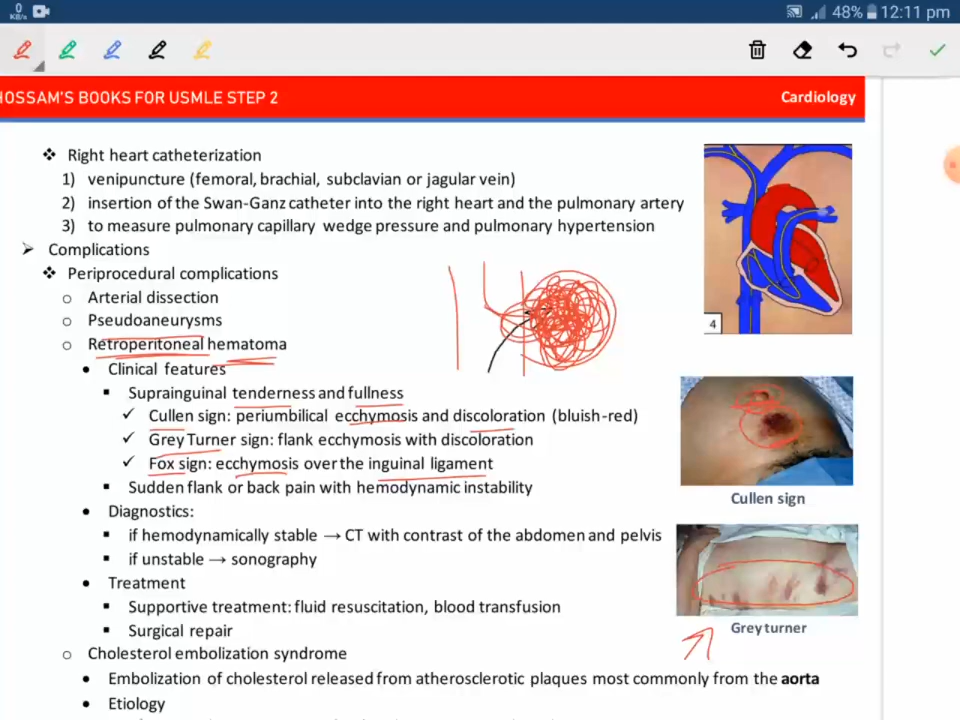 0
KB/s
48%
12:11 pm
HOSSAM'S BOOKS FOR USMLE STEP 2
Cardiology
❖ Right heart catheterization
1) venipuncture (femoral, brachial, subclavian or jagular vein)
2) insertion of the Swan-Ganz catheter into the right heart and the pulmonary artery
3) to measure pulmonary capillary wedge pressure and pulmonary hypertension
➢ Complications
❖ Periprocedural complications
o Arterial dissection
o Pseudoaneurysms
o Retroperitoneal hematoma
• Clinical features
▪ Suprainguinal tenderness and fullness
✓ Cullen sign: periumbilical ecchymosis and discoloration (bluish-red)
✓ Grey Turner sign: flank ecchymosis with discoloration
✓ Fox sign: ecchymosis over the inguinal ligament
▪ Sudden flank or back pain with hemodynamic instability
• Diagnostics:
▪ if hemodynamically stable → CT with contrast of the abdomen and pelvis
▪ if unstable → sonography
• Treatment
▪ Supportive treatment: fluid resuscitation, blood transfusion
▪ Surgical repair
o Cholesterol embolization syndrome
• Embolization of cholesterol released from atherosclerotic plaques most commonly from the aorta
• Etiology
4
Cullen sign
Grey turner